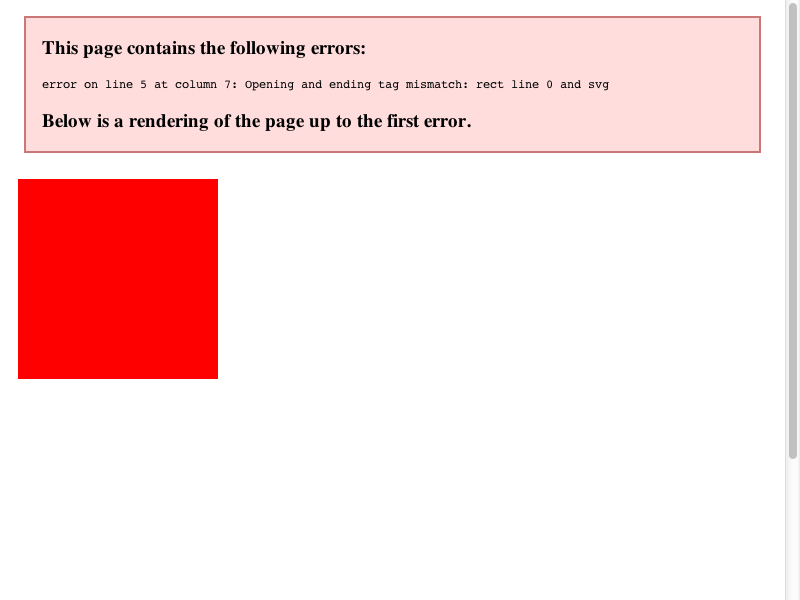 This page contains the following errors:
error on line 5 at column 7: Opening and ending tag mismatch: rect line 0 and svg
Below is a rendering of the page up to the first error.